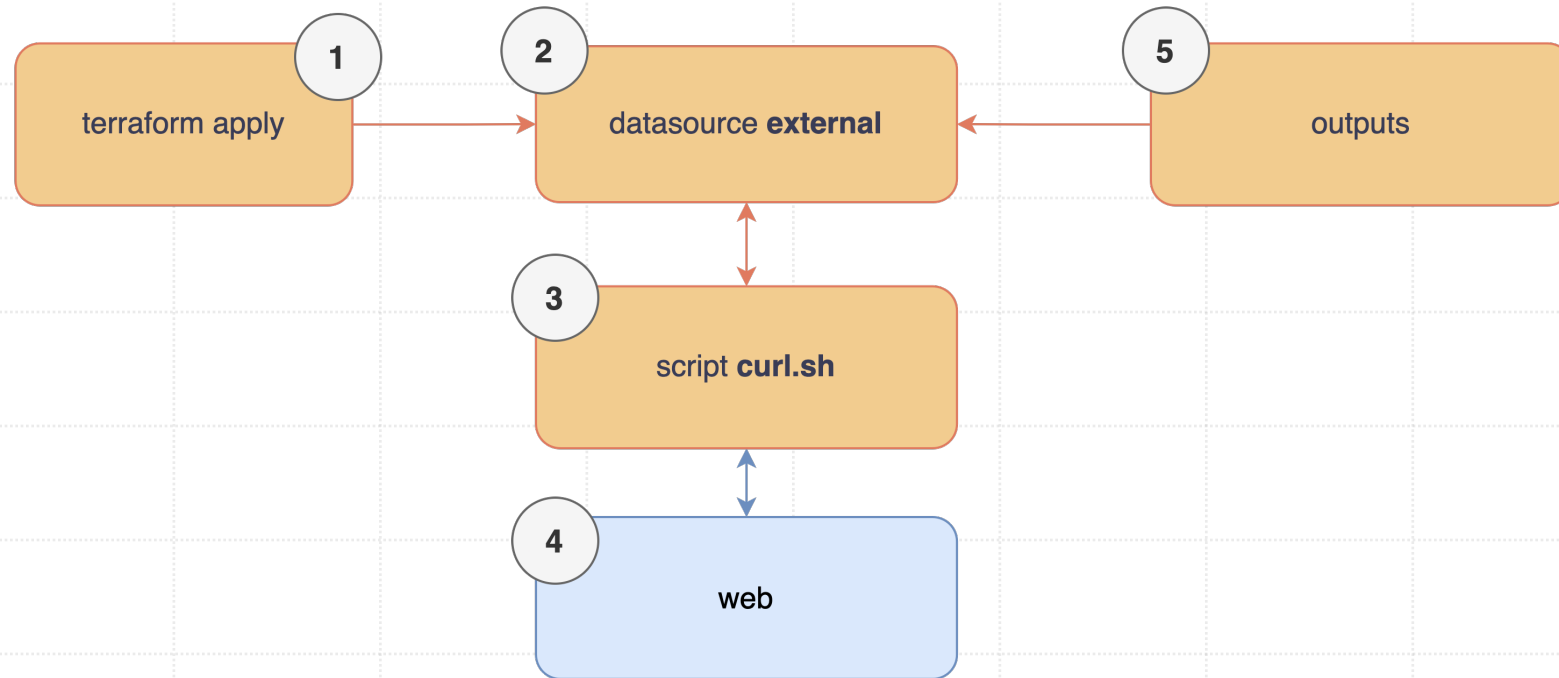 1
terraform apply
2
datasource external
5
outputs
3
script curl.sh
4
web